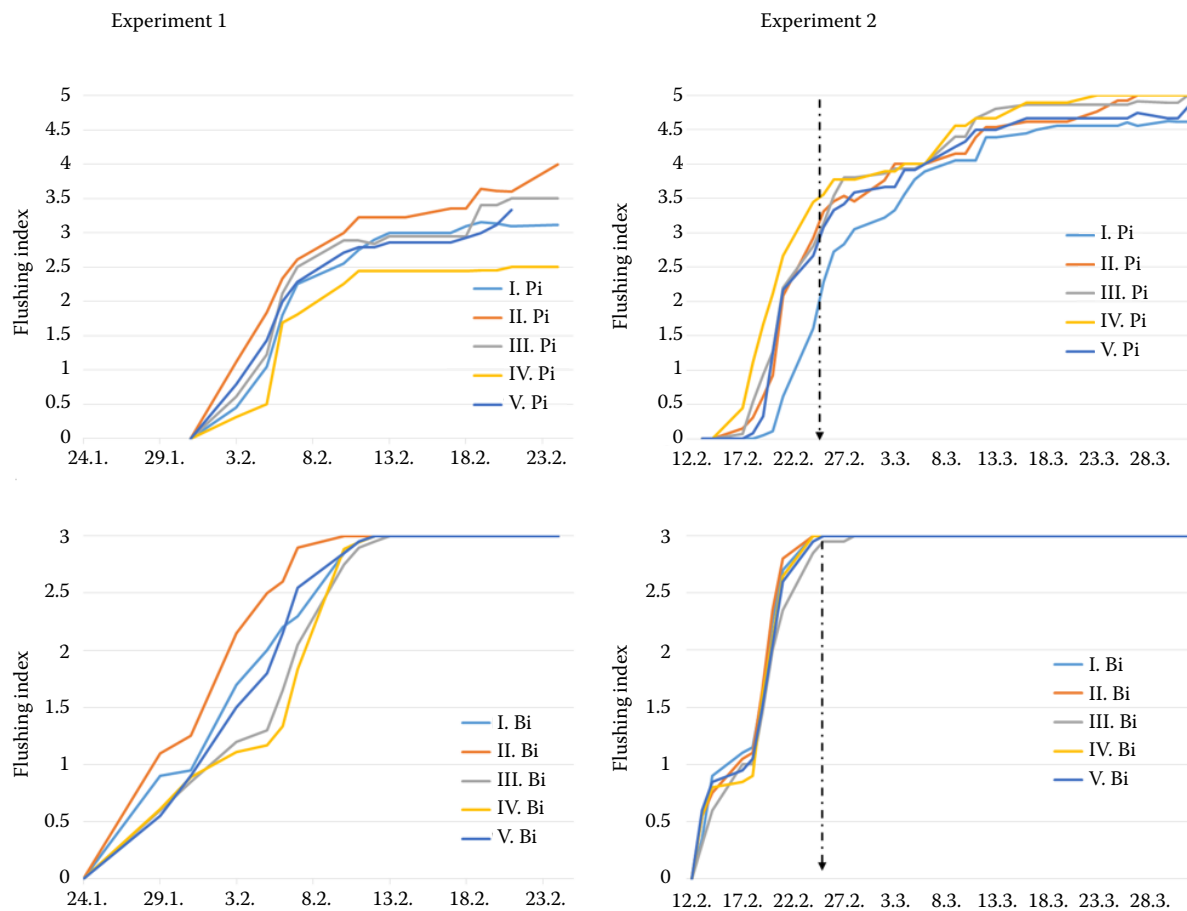 Experiment 1
Experiment 2
Flushing index
5
4.5
4
3.5
3
2.5
2
1.5
1
0.5
0
24.1. 29.1. 3.2. 8.2. 13.2. 18.2. 23.2.
I. Pi
II. Pi
III. Pi
IV. Pi
V. Pi
Flushing index
5
4.5
4
3.5
3
2.5
2
1.5
1
0.5
0
12.2. 17.2. 22.2. 27.2. 3.3. 8.3. 13.3. 18.3. 23.3. 28.3.
I. Pi
II. Pi
III. Pi
IV. Pi
V. Pi
Flushing index
3
2.5
2
1.5
1
0.5
0
24.1. 29.1. 3.2. 8.2. 13.2. 18.2. 23.2.
I. Bi
II. Bi
III. Bi
IV. Bi
V. Bi
Flushing index
3
2.5
2
1.5
1
0.5
0
12.2. 17.2. 22.2. 27.2. 3.3. 8.3. 13.3. 18.3. 23.3. 28.3.
I. Bi
II. Bi
III. Bi
IV. Bi
V. Bi